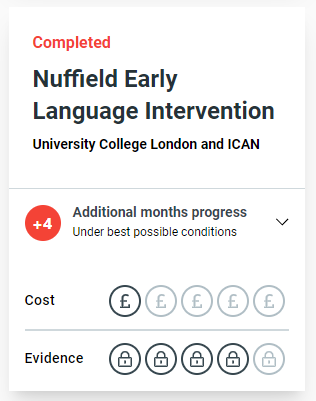 Completed
Nuffield Early
Language Intervention
University College London and ICAN
+4
Additional months progress
Under best possible conditions
Cost £ £ £ £ £
Evidence